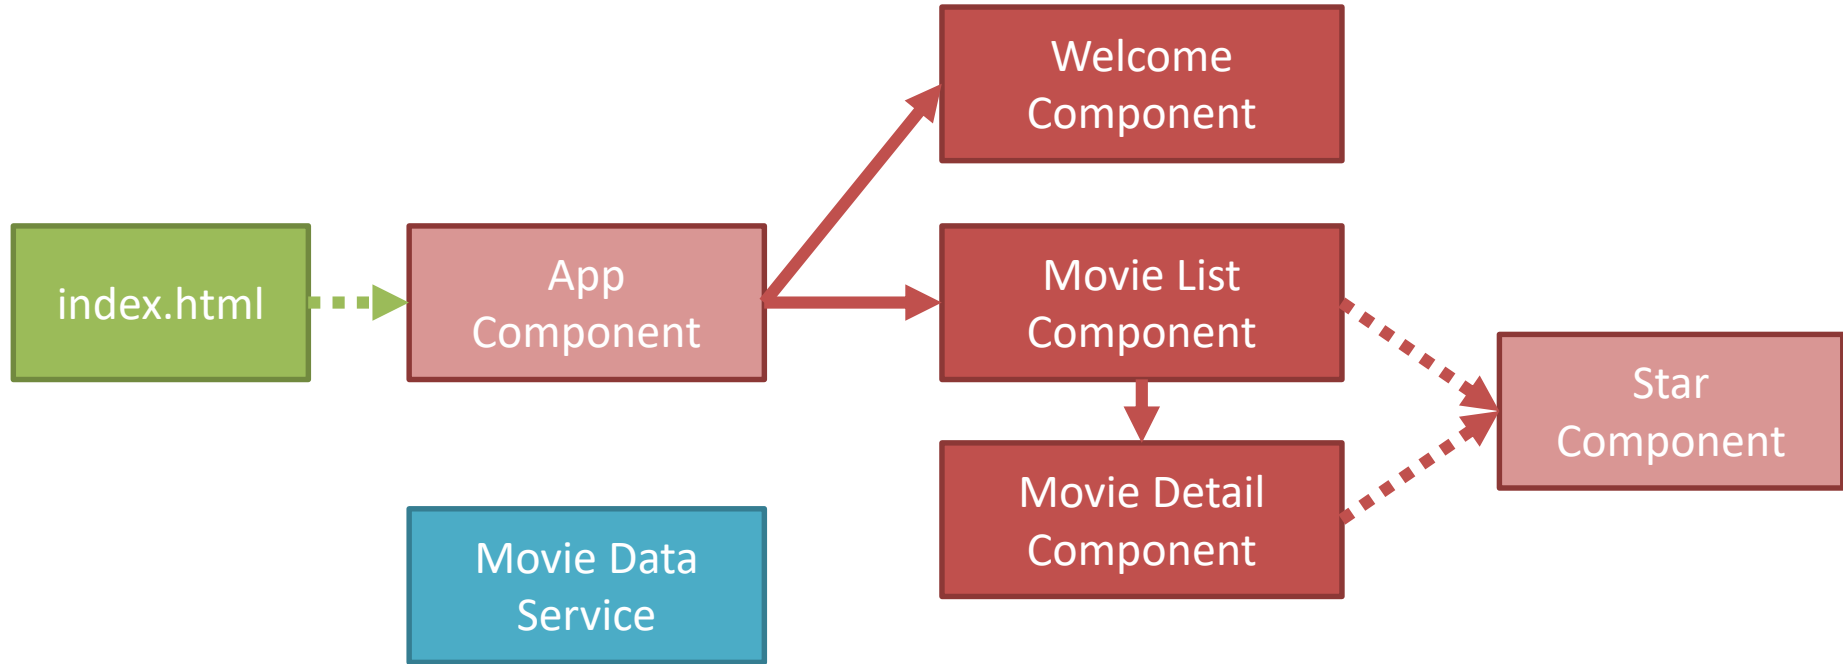 Welcome
Component
index.html
App
Component
Movie List
Component
Star
Component
Movie Detail
Component
Movie Data
Service